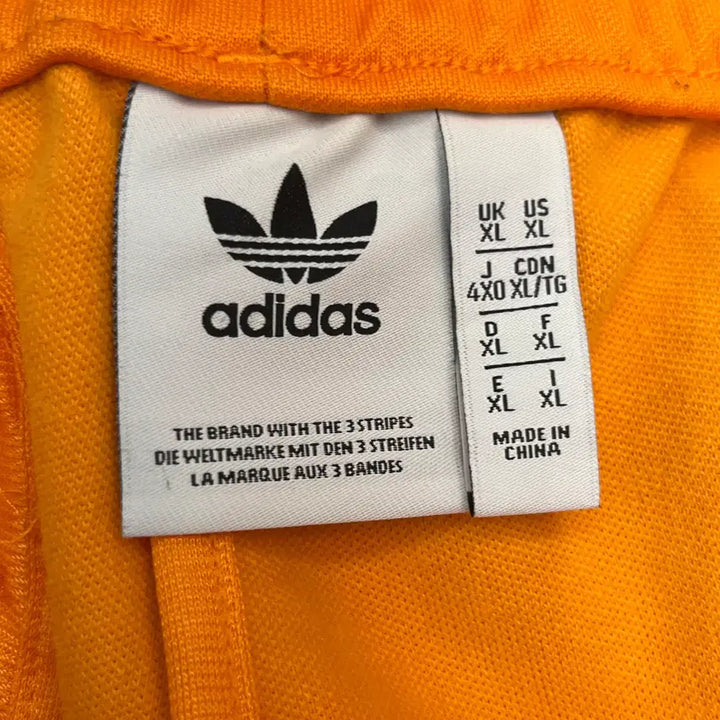 adidas
THE BRAND WITH THE 3 STRIPES
DIE WELTMARKE MIT DEN 3 STREIFEN
LA MARQUE AUX 3 BANDES
UK US
XL XL
J CDN
4XO XL/TG
D F
XL XL
E I
XL XL
MADE IN
CHINA